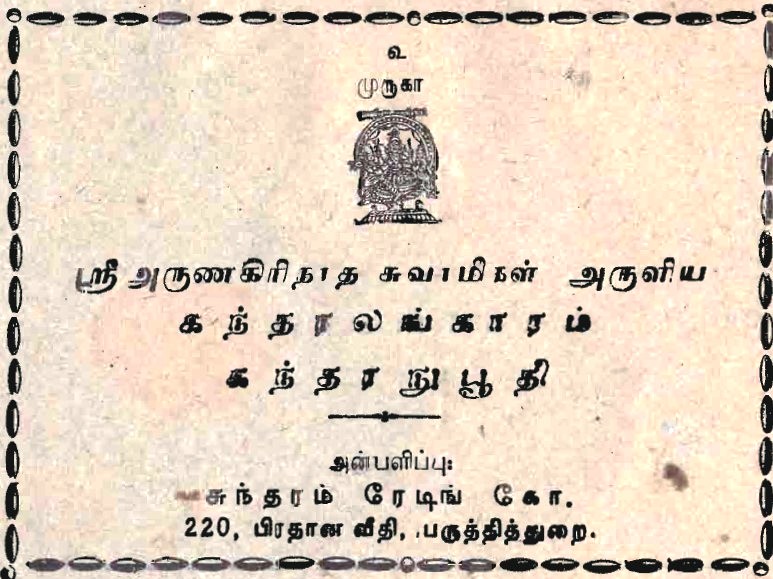 உ
முருகா
ஸ்ரீ அருணகிரிநாத சுவாமிகள் அருளிய
கந்தரலங்காரம்
கந்தரநுபூதி
அன்பளிப்பு:
சுந்தரம் ரேடிங் கோ.
220, பிரதான வீதி, பருத்தித்துறை.